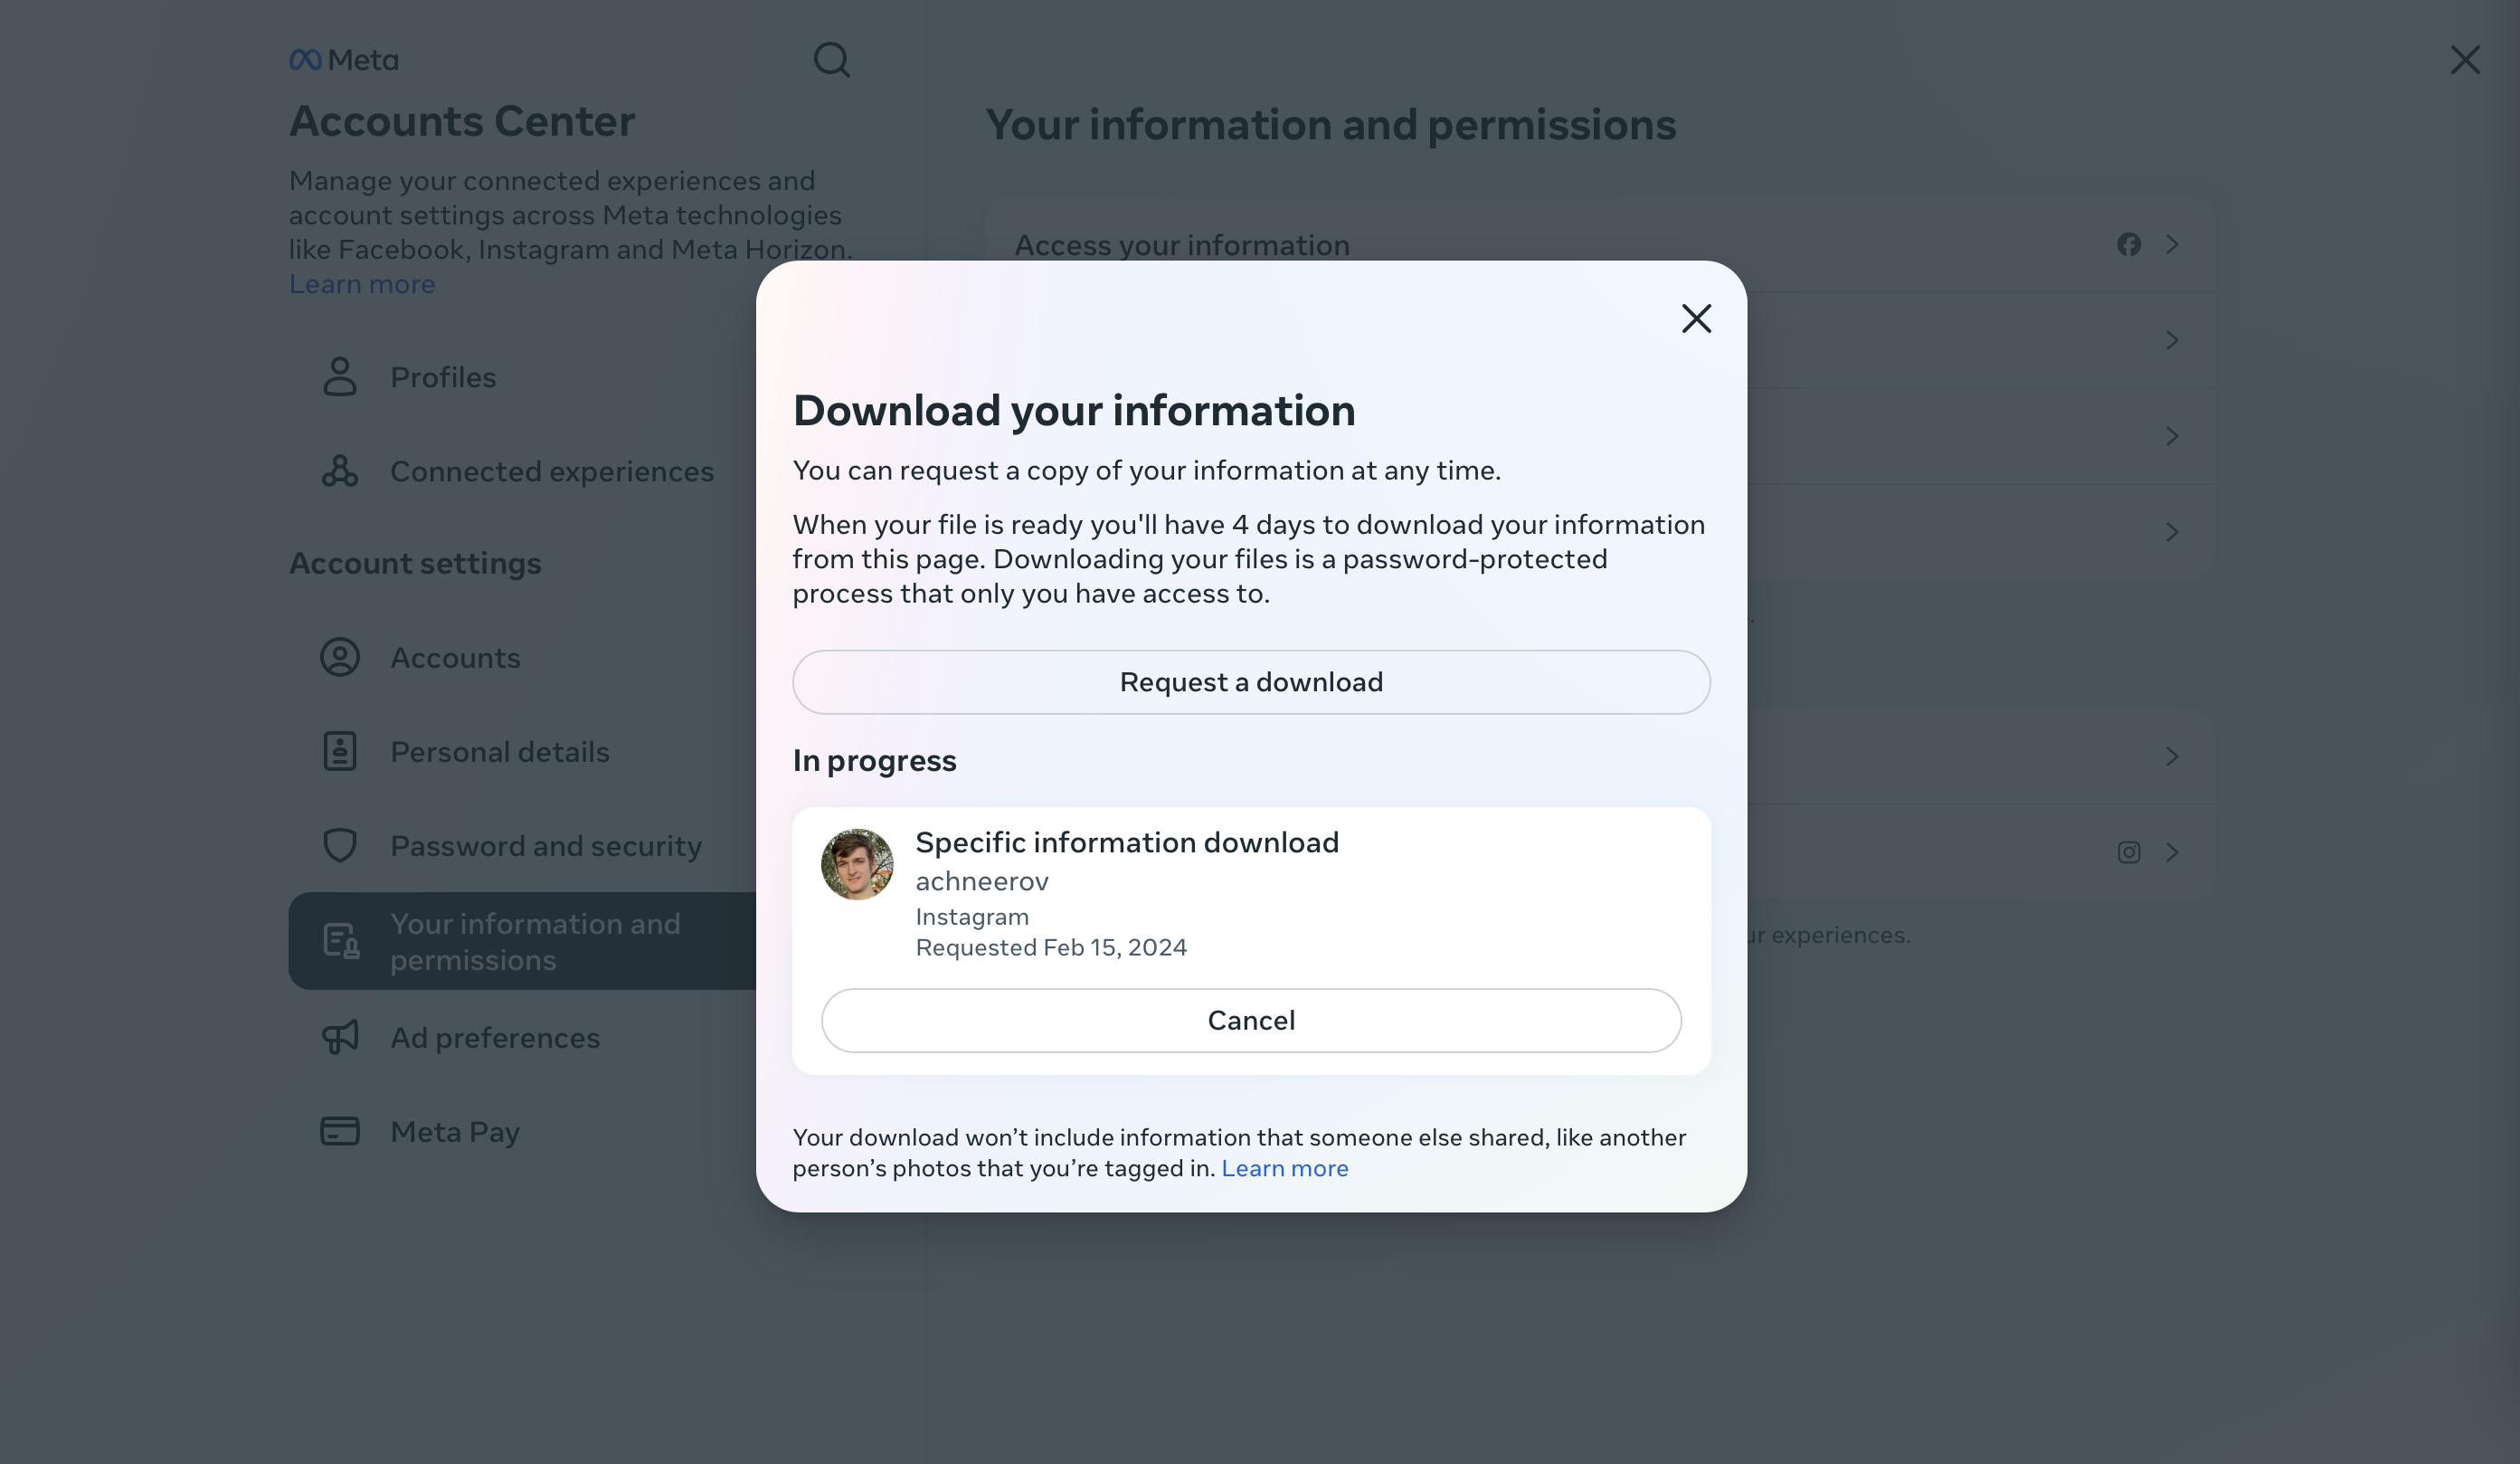 Meta
Accounts Center
Manage your connected experiences and
account settings across Meta technologies
like Facebook, Instagram and Meta Horizon.
Learn more
Profiles
Connected experiences
Account settings
Accounts
Personal details
Password and security
Your information and
permissions
Ad preferences
Meta Pay
Your information and permissions
Access your information
experiences.
Download your information
You can request a copy of your information at any time.
When your file is ready you'll have 4 days to download your information
from this page. Downloading your files is a password-protected
process that only you have access to.
Request a download
In progress
Specific information download
achneerov
Instagram
Requested Feb 15, 2024
Cancel
Your download won’t include information that someone else shared, like another
person’s photos that you’re tagged in. Learn more